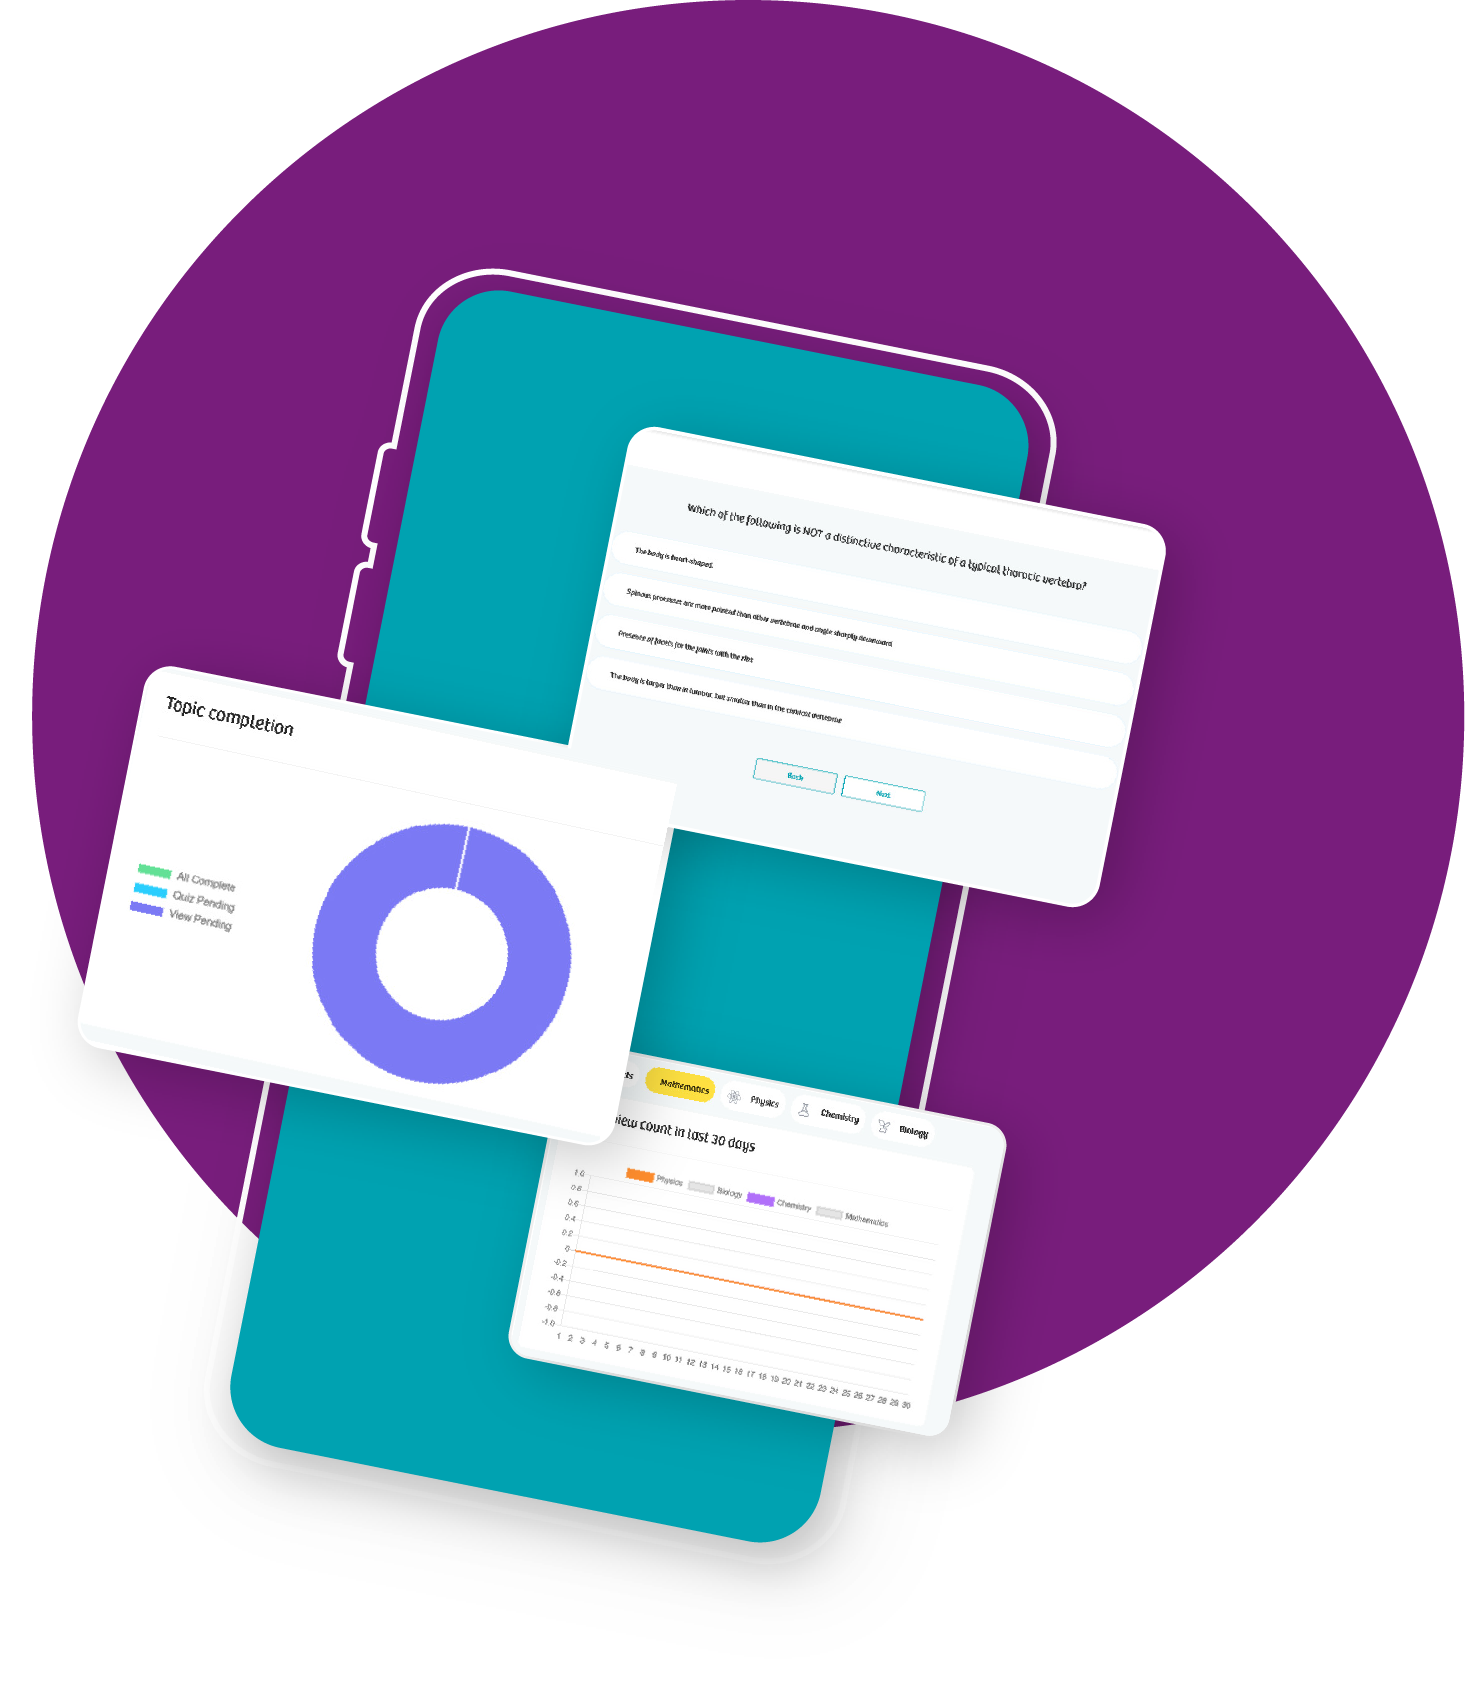 Which of the following is NOT a distinctive characteristic of a typical thoracic vertebra?
The body is heart-shaped.
Spinous processes are more pointed than other vertebrae and angle sharply downward
Presence of facets for the joints with the ribs
The body is larger than in lumbar, but smaller than in the cervical vertebrae
Back
Next
Topic completion
All Complete
Quiz Pending
View Pending
Mathematics
Physics
Chemistry
Biology
iew count in last 30 days
Physics
Biology
Chemistry
Mathematics
1.0
0.8
0.6
0.4
0.2
0
-0.2
-0.4
-0.6
-0.8
-1.0
1 2 3 4 5 6 7 8 9 10 11 12 13 14 15 16 17 18 19 20 21 22 23 24 25 26 27 28 29 30